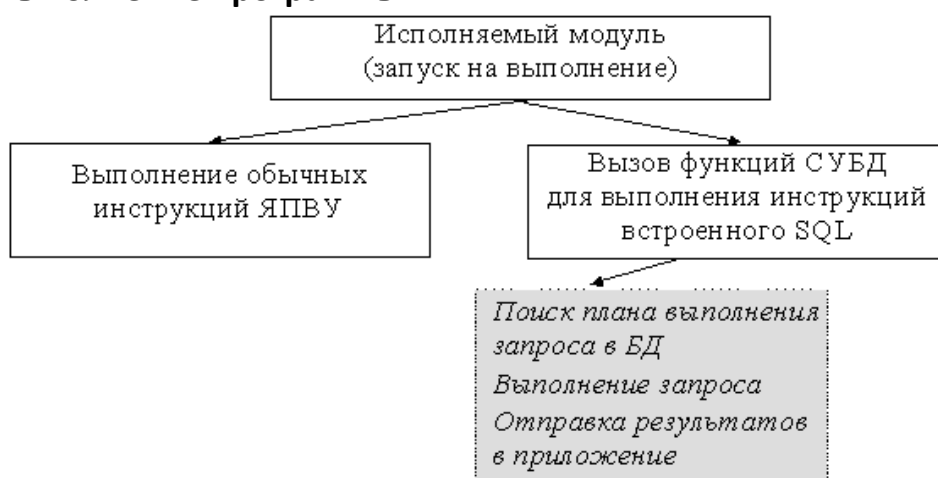 Исполняемый модуль
(запуск на выполнение)
Выполнение обычных
инструкций ЯПВУ
Вызов функций СУБД
для выполнения инструкций
встроенного SQL
Поиск плана выполнения
запроса в БД
Выполнение запроса
Отправка результатов
в приложение